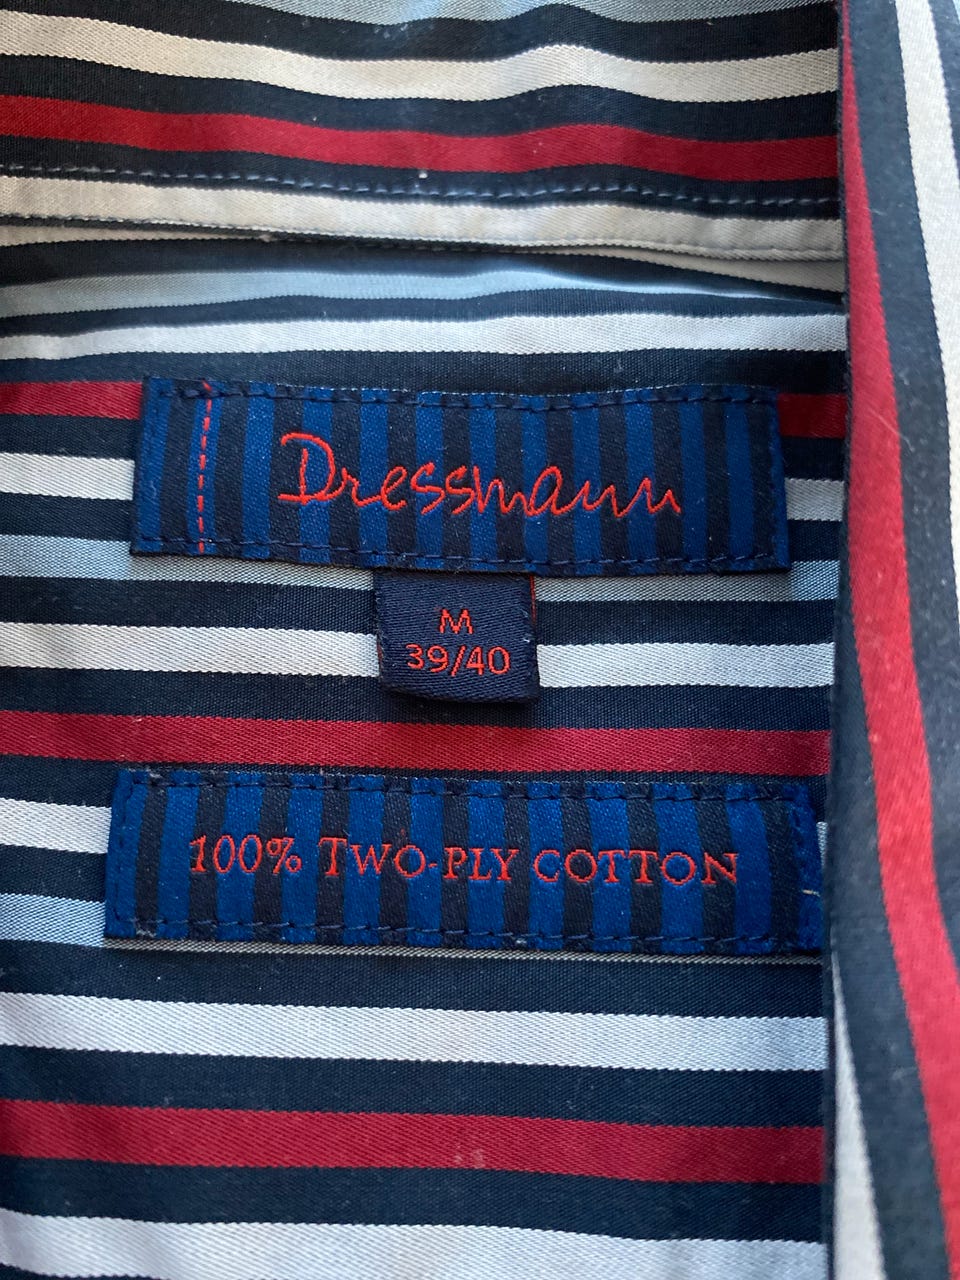 Dressmann
M
39/40
100% TWO-PLY COTTON